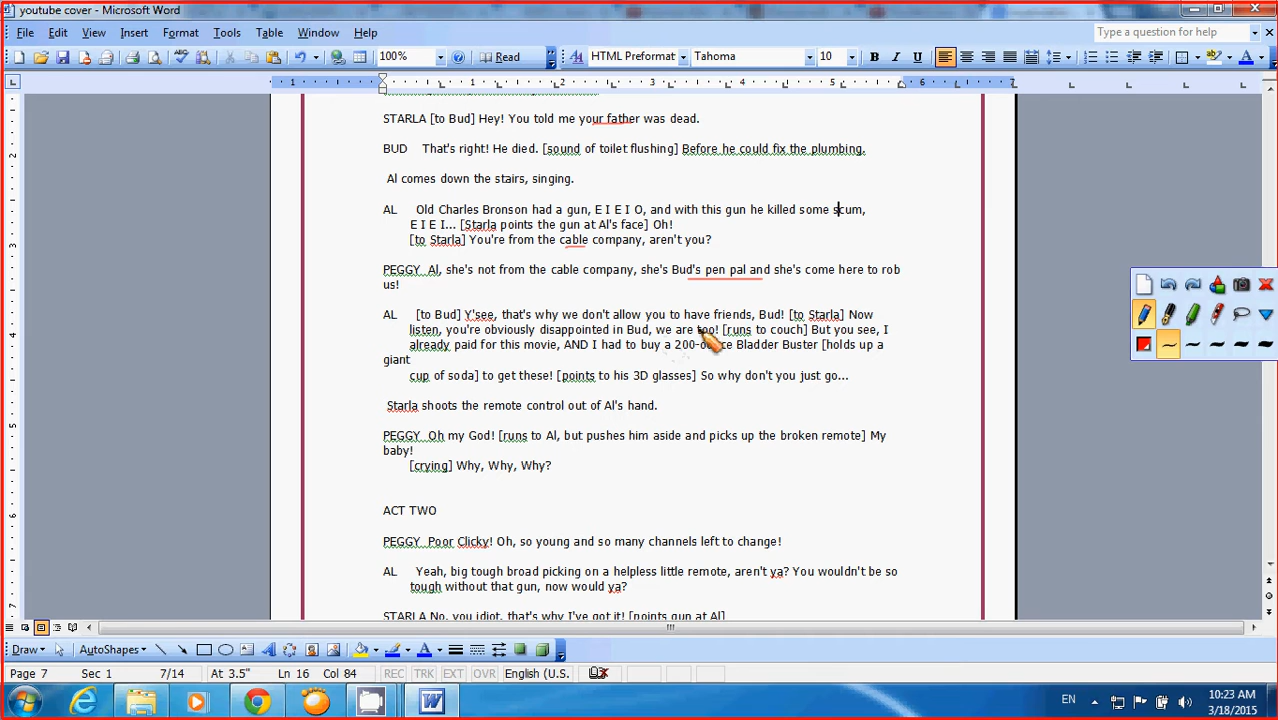 youtube cover - Microsoft Word
File Edit View Insert Format Tools Table Window Help
Type a question for help
100% Read HTML Preformat Tahoma 10 B I U
1 1 2 3 4 5 6 7
STARLA [to Bud] Hey! You told me your father was dead.
BUD That's right! He died. [sound of toilet flushing] Before he could fix the plumbing.
Al comes down the stairs, singing.
AL Old Charles Bronson had a gun, E I E I O, and with this gun he killed some scum,
E I E I... [Starla points the gun at Al's face] Oh!
[to Starla] You're from the cable company, aren't you?
PEGGY Al, she's not from the cable company, she's Bud's pen pal and she's come here to rob
us!
AL [to Bud] Y'see, that's why we don't allow you to have friends, Bud! [to Starla] Now
listen, you're obviously disappointed in Bud, we are too! [runs to couch] But you see, I
already paid for this movie, AND I had to buy a 200-ounce Bladder Buster [holds up a
giant
cup of soda] to get these! [points to his 3D glasses] So why don't you just go...
Starla shoots the remote control out of Al's hand.
PEGGY Oh my God! [runs to Al, but pushes him aside and picks up the broken remote] My
baby!
[crying] Why, Why, Why?
ACT TWO
PEGGY Poor Clicky! Oh, so young and so many channels left to change!
AL Yeah, big tough broad picking on a helpless little remote, aren't ya? You wouldn't be so
tough without that gun, now would ya?
STARLA No, you idiot, that's why I've got it! [points gun at Al]
Draw AutoShapes
Page 7 Sec 1 7/14 At 3.5" Ln 16 Col 84 REC TRK EXT OVR English (U.S.
EN 10:23 AM
3/18/2015